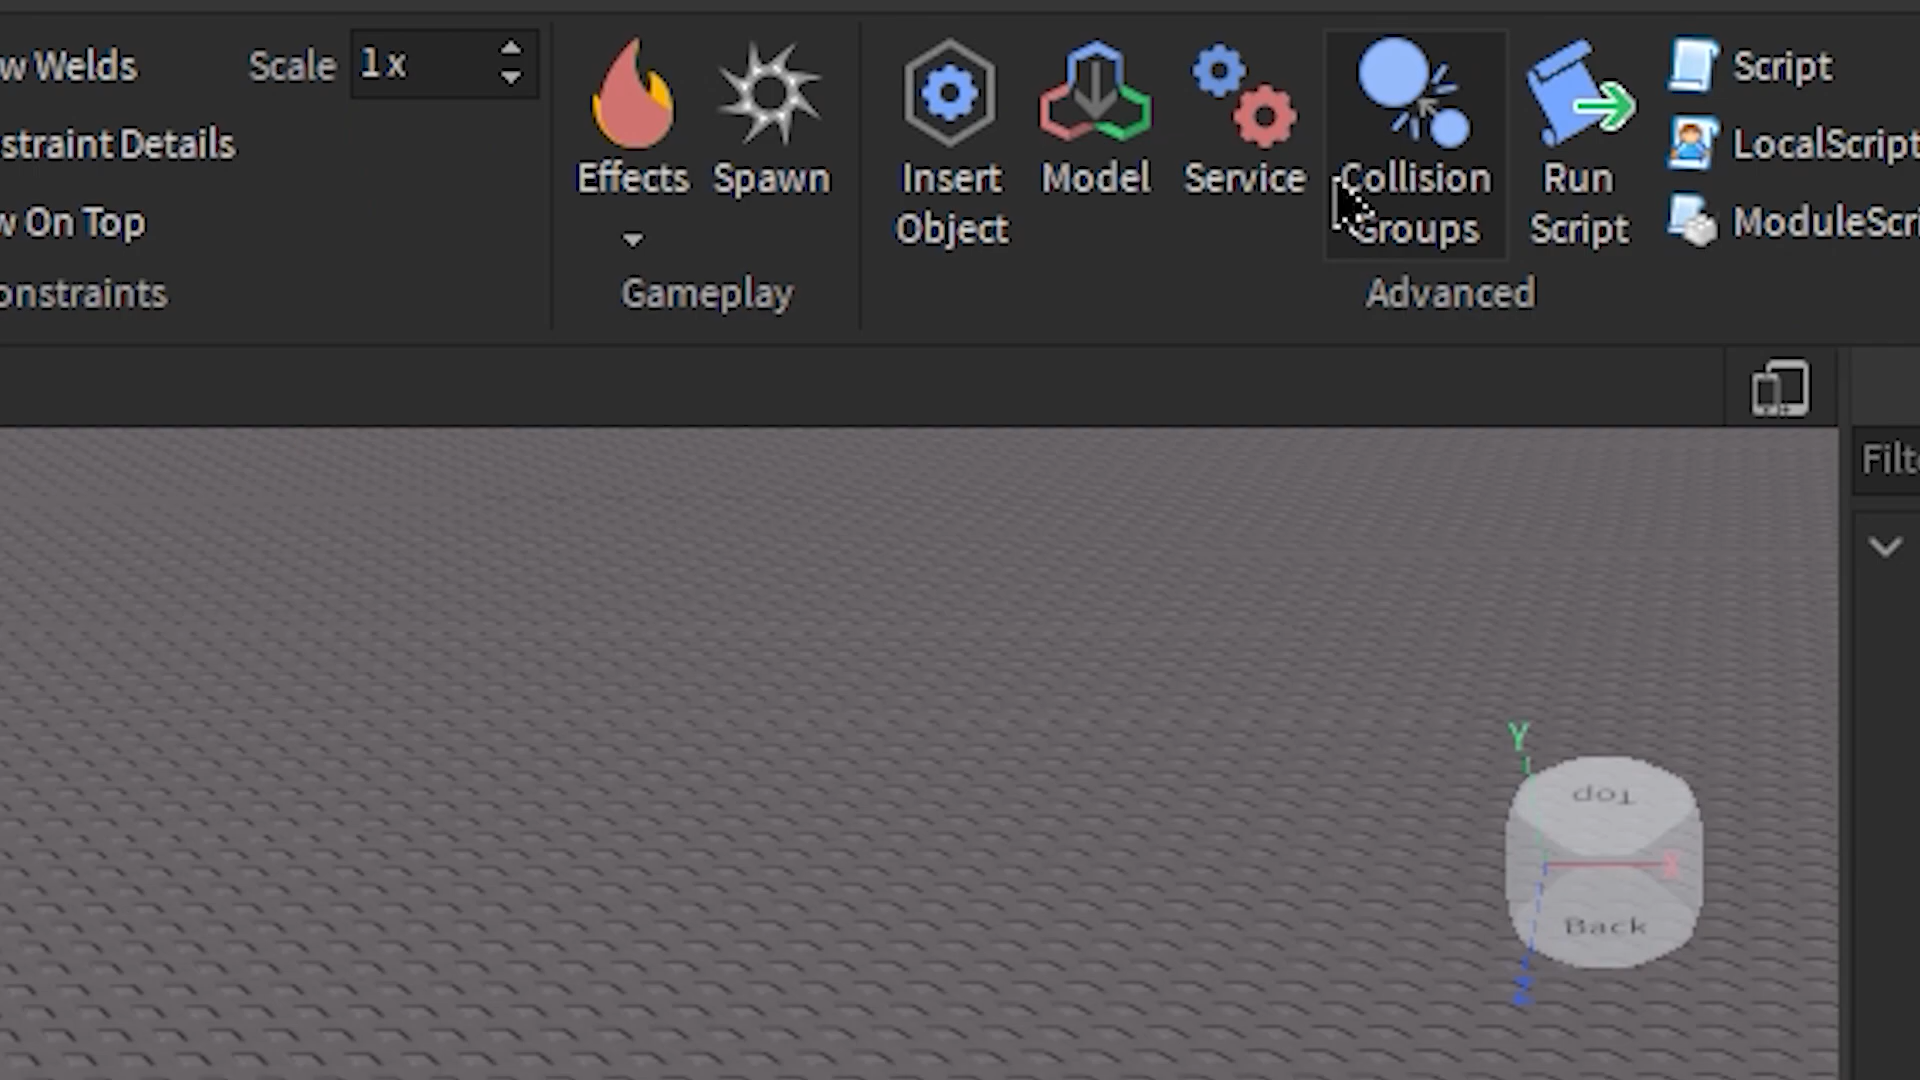 w Welds
Scale 1x
straint Details
w On Top
onstraints
Effects
Spawn
Gameplay
Insert
Object
Model
Service
Collision
Groups
Run
Script
Script
LocalScript
ModuleScri
Advanced
Filte
Y
Top
X
Back
Z